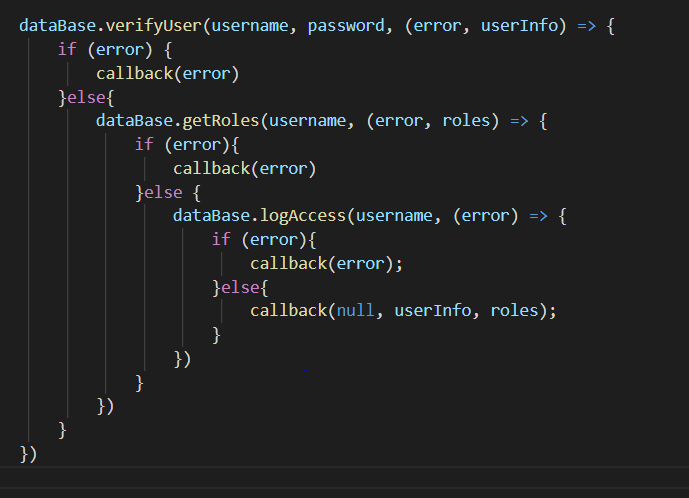 dataBase.verifyUser(username, password, (error, userInfo) => {
    if (error) {
        callback(error)
    }else{
        dataBase.getRoles(username, (error, roles) => {
            if (error){
                callback(error)
            }else {
                dataBase.logAccess(username, (error) => {
                    if (error){
                        callback(error);
                    }else{
                        callback(null, userInfo, roles);
                    }
                })
            }
        })
    }
})